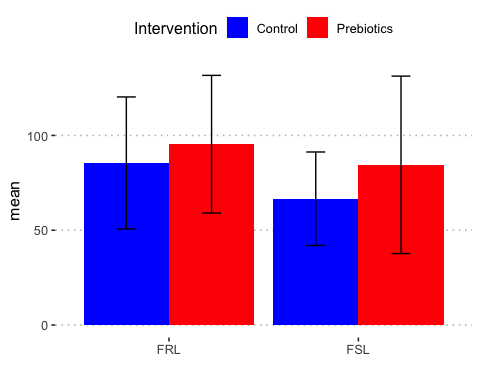 Intervention Control Prebiotics
100
mean
50
0
FRL FSL